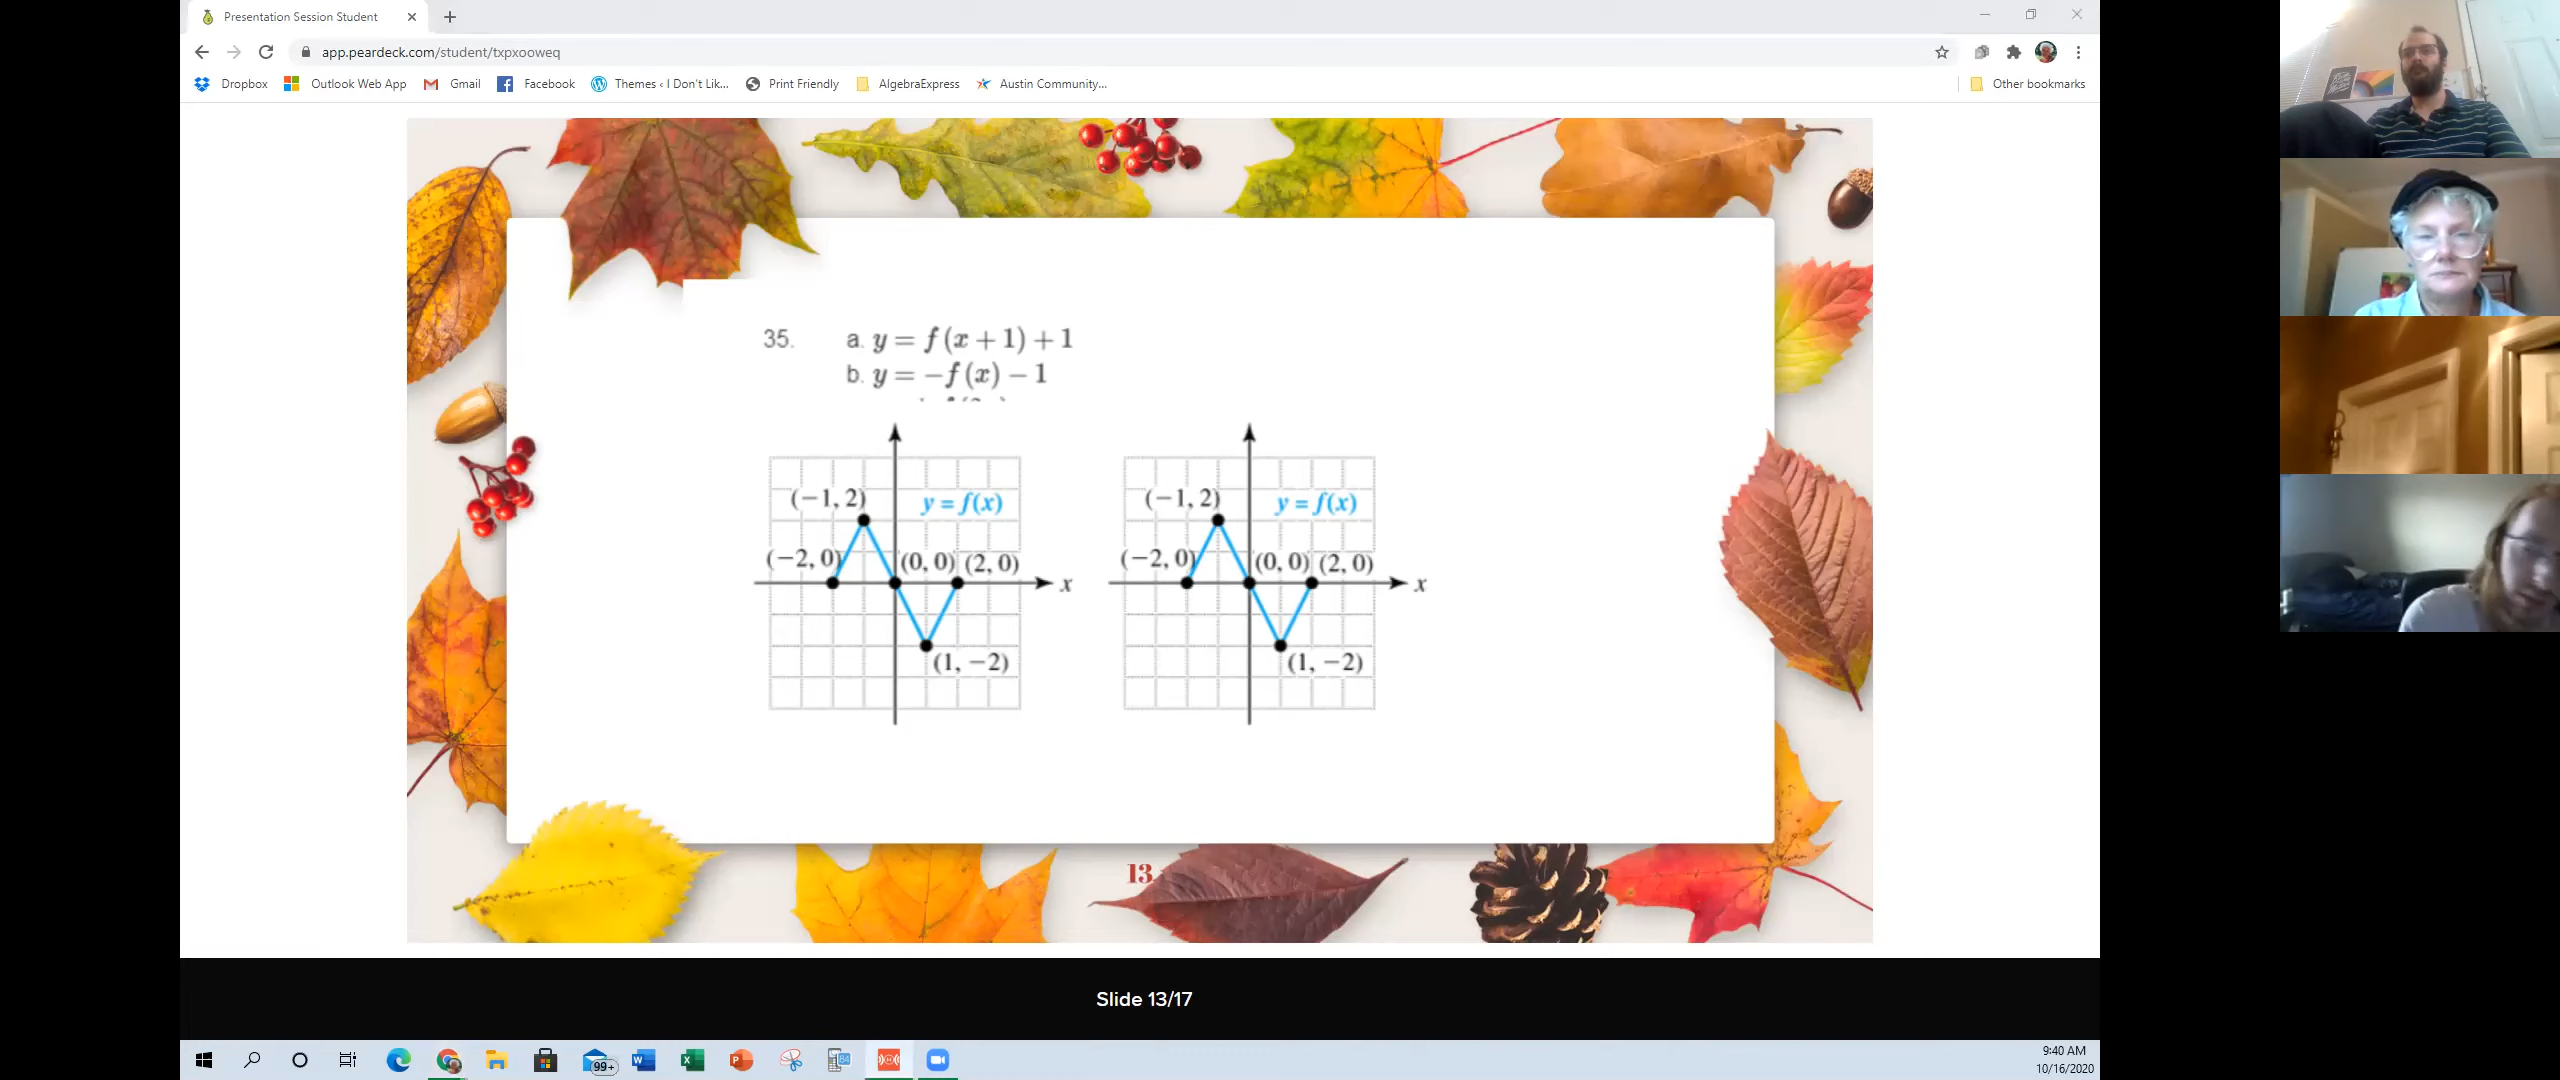 Presentation Session Student
app.peardeck.com/student/txpxooweq
Dropbox Outlook Web App Gmail Facebook Themes ‹ I Don't Lik... Print Friendly AlgebraExpress Austin Community... Other bookmarks
35. a. y = f(x + 1) + 1
b. y = −f(x) − 1
(−1, 2) y = f(x) (−1, 2) y = f(x)
(−2, 0) (0, 0) (2, 0) (−2, 0) (0, 0) (2, 0)
x x
(1, −2) (1, −2)
13
Slide 13/17
99+
84
9:40 AM
10/16/2020